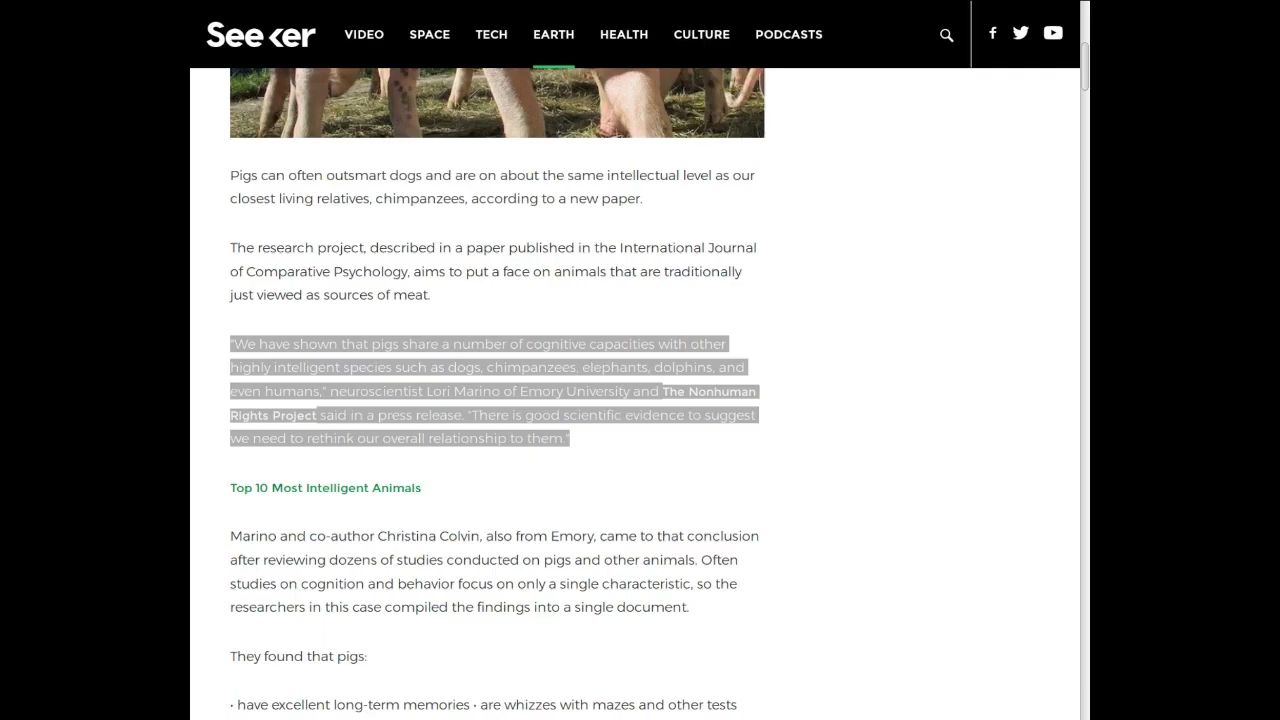 Seeker VIDEO SPACE TECH EARTH HEALTH CULTURE PODCASTS
Pigs can often outsmart dogs and are on about the same intellectual level as our
closest living relatives, chimpanzees, according to a new paper.
The research project, described in a paper published in the International Journal
of Comparative Psychology, aims to put a face on animals that are traditionally
just viewed as sources of meat.
"We have shown that pigs share a number of cognitive capacities with other
highly intelligent species such as dogs, chimpanzees, elephants, dolphins, and
even humans," neuroscientist Lori Marino of Emory University and The Nonhuman
Rights Project said in a press release. "There is good scientific evidence to suggest
we need to rethink our overall relationship to them."
Top 10 Most Intelligent Animals
Marino and co-author Christina Colvin, also from Emory, came to that conclusion
after reviewing dozens of studies conducted on pigs and other animals. Often
studies on cognition and behavior focus on only a single characteristic, so the
researchers in this case compiled the findings into a single document.
They found that pigs:
• have excellent long-term memories • are whizzes with mazes and other tests